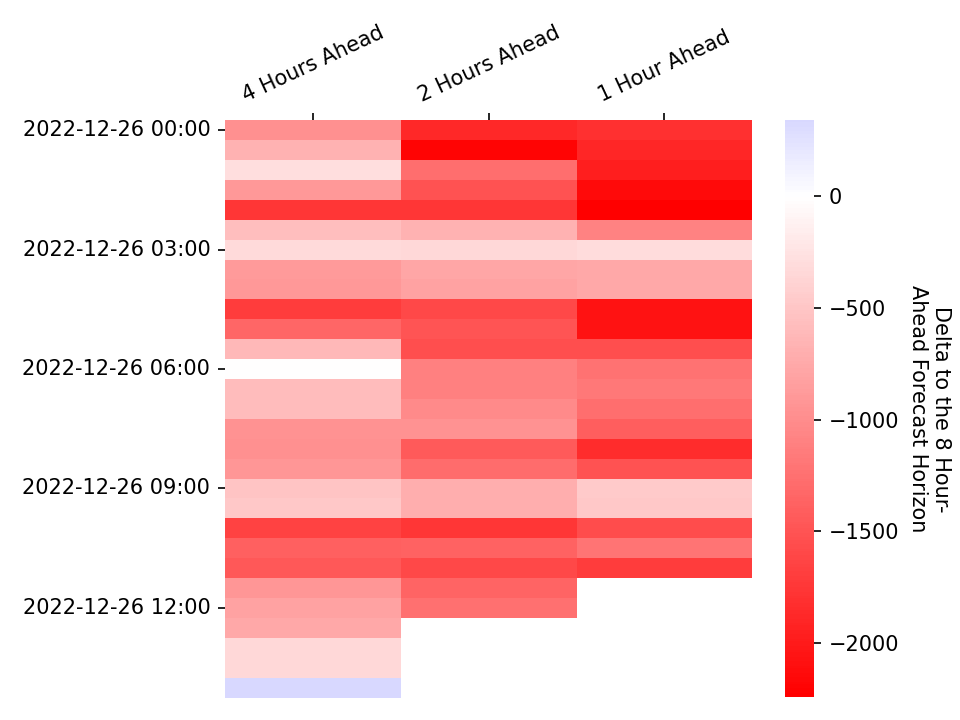 4 Hours Ahead
2 Hours Ahead
1 Hour Ahead
2022-12-26 00:00
2022-12-26 03:00
2022-12-26 06:00
2022-12-26 09:00
2022-12-26 12:00
0
−500
−1000
−1500
−2000
Delta to the 8 Hour-
Ahead Forecast Horizon